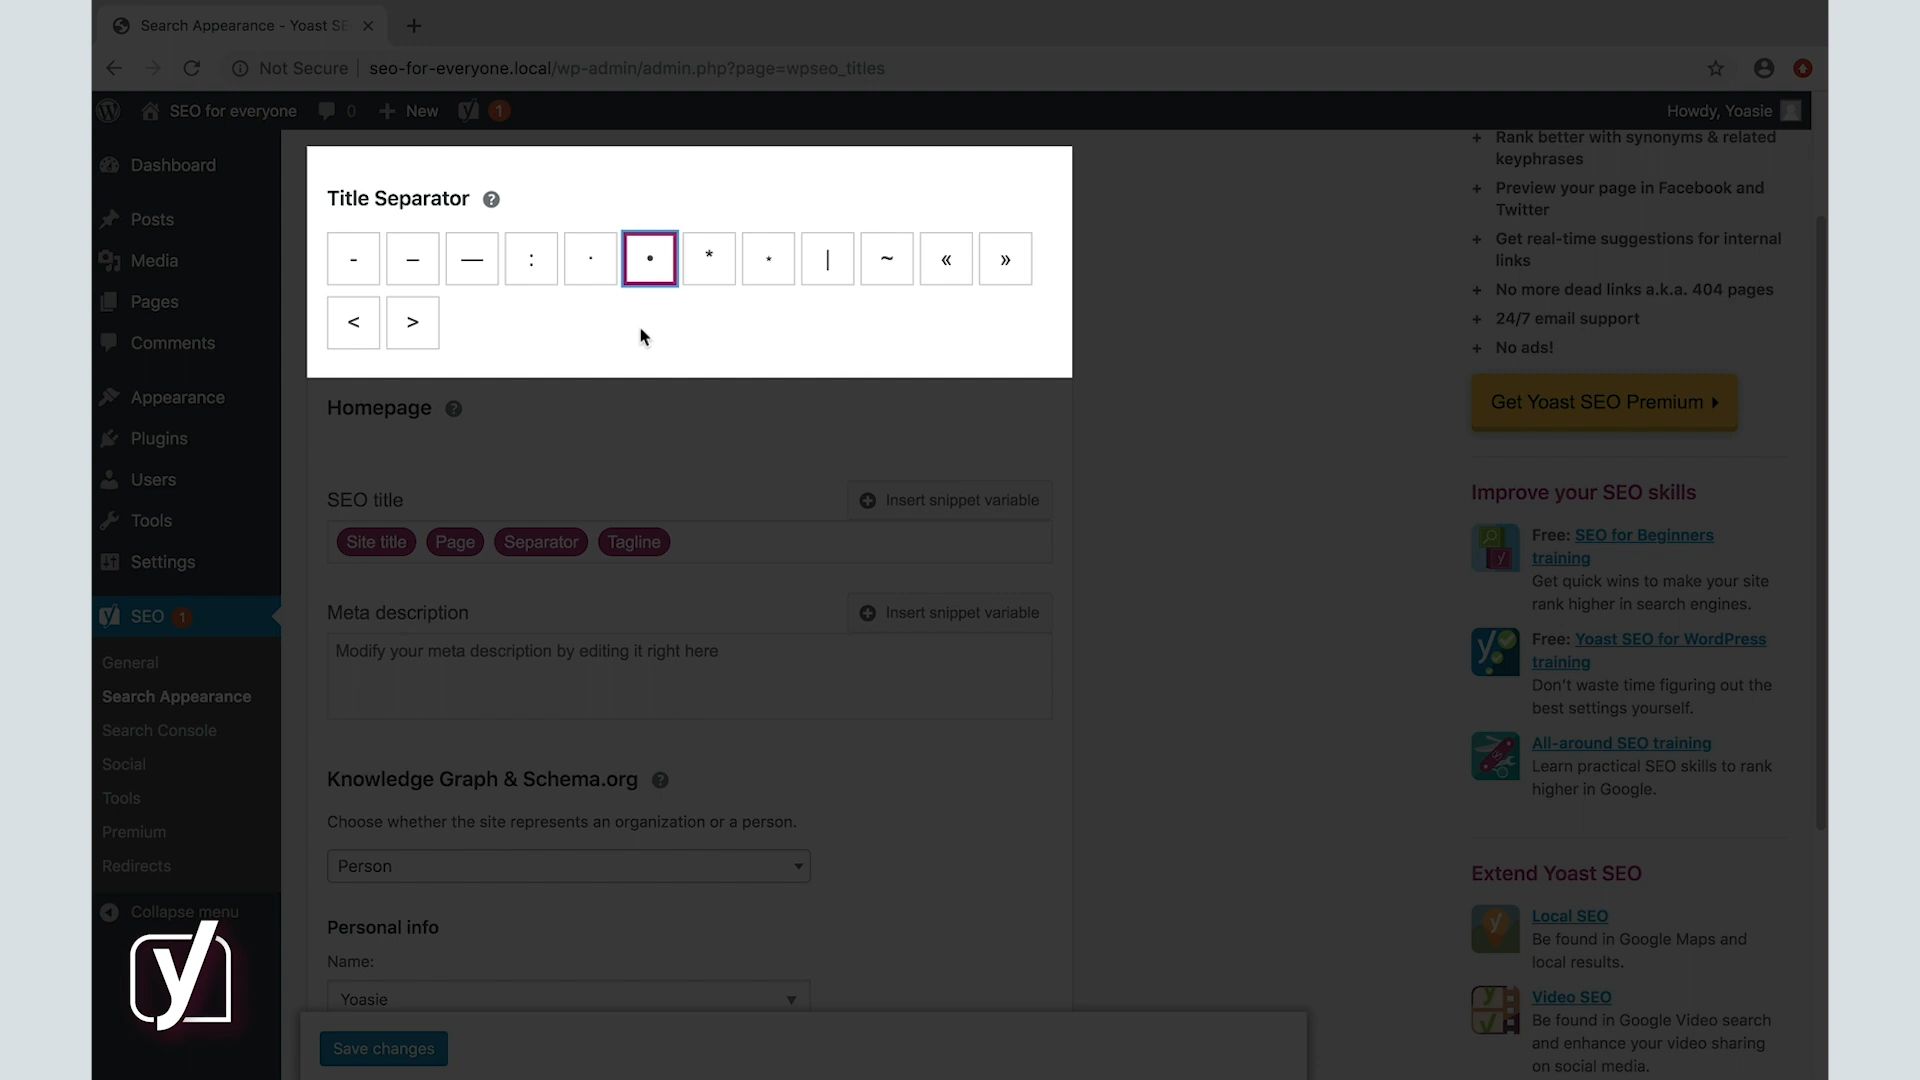 Search Appearance - Yoast SE
Not Secure | seo-for-everyone.local/wp-admin/admin.php?page=wpseo_titles
SEO for everyone 0 + New 1 Howdy, Yoasie
Dashboard
Posts
Media
Pages
Comments
Appearance
Plugins
Users
Tools
Settings
SEO 1
General
Search Appearance
Search Console
Social
Tools
Premium
Redirects
Collapse menu
Title Separator ?
- – — : · • * ⋆ | ~ « »
< >
Homepage ?
SEO title
Insert snippet variable
Site title Page Separator Tagline
Meta description
Insert snippet variable
Modify your meta description by editing it right here
Knowledge Graph & Schema.org ?
Choose whether the site represents an organization or a person.
Person
Personal info
Name:
Yoasie
Save changes
+ Rank better with synonyms & related
keyphrases
+ Preview your page in Facebook and
Twitter
+ Get real-time suggestions for internal
links
+ No more dead links a.k.a. 404 pages
+ 24/7 email support
+ No ads!
Get Yoast SEO Premium
Improve your SEO skills
Free: SEO for Beginners
training
Get quick wins to make your site
rank higher in search engines.
Free: Yoast SEO for WordPress
training
Don't waste time figuring out the
best settings yourself.
All-around SEO training
Learn practical SEO skills to rank
higher in Google.
Extend Yoast SEO
Local SEO
Be found in Google Maps and
local results.
Video SEO
Be found in Google Video search
and enhance your video sharing
on social media.
y